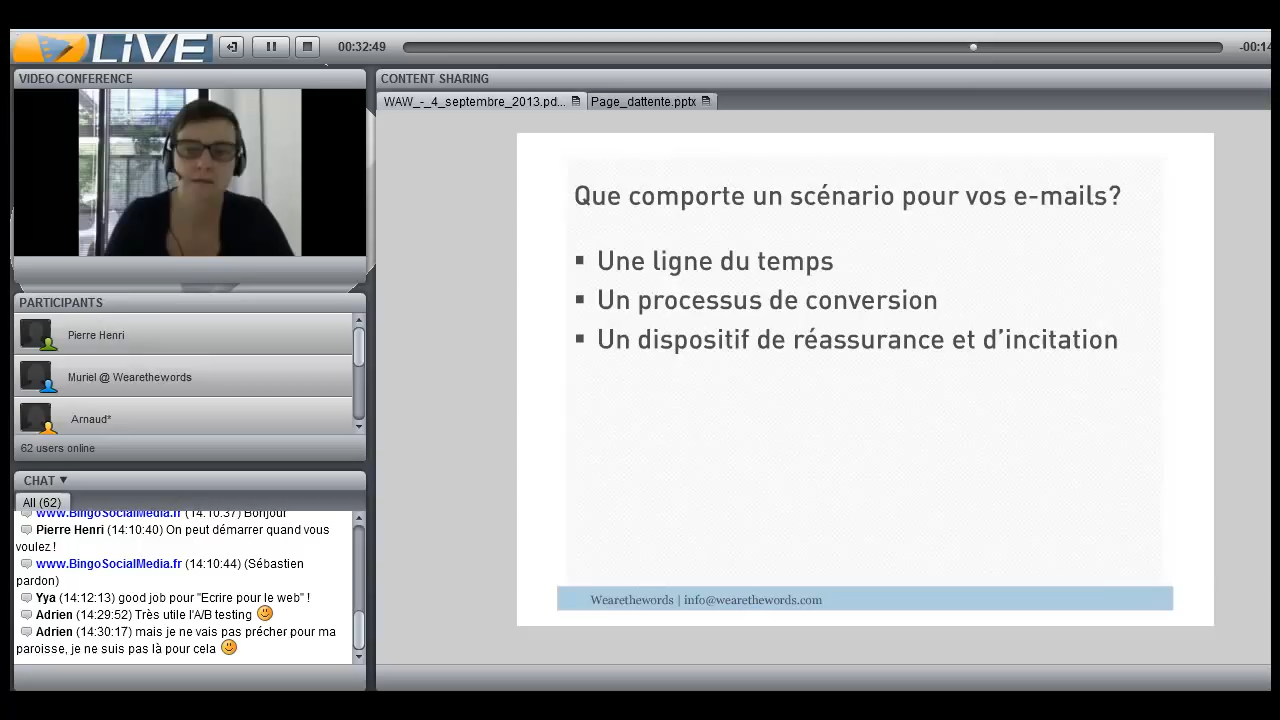 LIVE
00:32:49
-00:14
VIDEO CONFERENCE
CONTENT SHARING
WAW_-_4_septembre_2013.pd...
Page_dattente.pptx
Que comporte un scénario pour vos e-mails?
▪ Une ligne du temps
▪ Un processus de conversion
▪ Un dispositif de réassurance et d’incitation
Wearethewords | info@wearethewords.com
PARTICIPANTS
Pierre Henri
Muriel @ Wearethewords
Arnaud*
62 users online
CHAT
All (62)
www.BingoSocialMedia.fr (14:10:37) Bonjour
Pierre Henri (14:10:40) On peut démarrer quand vous
voulez !
www.BingoSocialMedia.fr (14:10:44) (Sébastien
pardon)
Yya (14:12:13) good job pour "Ecrire pour le web" !
Adrien (14:29:52) Très utile l'A/B testing
Adrien (14:30:17) mais je ne vais pas précher pour ma
paroisse, je ne suis pas là pour cela